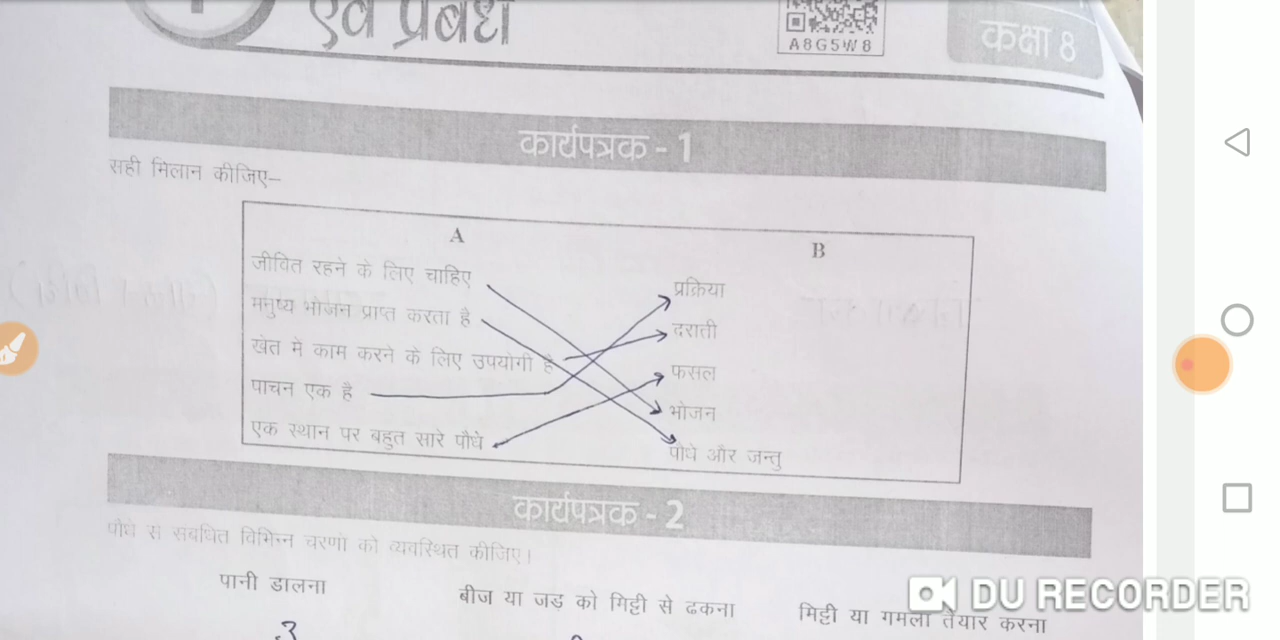 एवं प्रबंध
A8G5W8
कक्षा 8
कार्यपत्रक - 1
सही मिलान कीजिए–
A
B
जीवित रहने के लिए चाहिए
प्रक्रिया
मनुष्य भोजन प्राप्त करता है
दराती
खेत में काम करने के लिए उपयोगी है
फसल
पाचन एक है
भोजन
एक स्थान पर बहुत सारे पौधे
पौधे और जन्तु
कार्यपत्रक - 2
पौधे से संबंधित विभिन्न चरणों को व्यवस्थित कीजिए।
पानी डालना
बीज या जड़ को मिट्टी से ढकना
मिट्टी या गमला तैयार करना
3
DU RECORDER